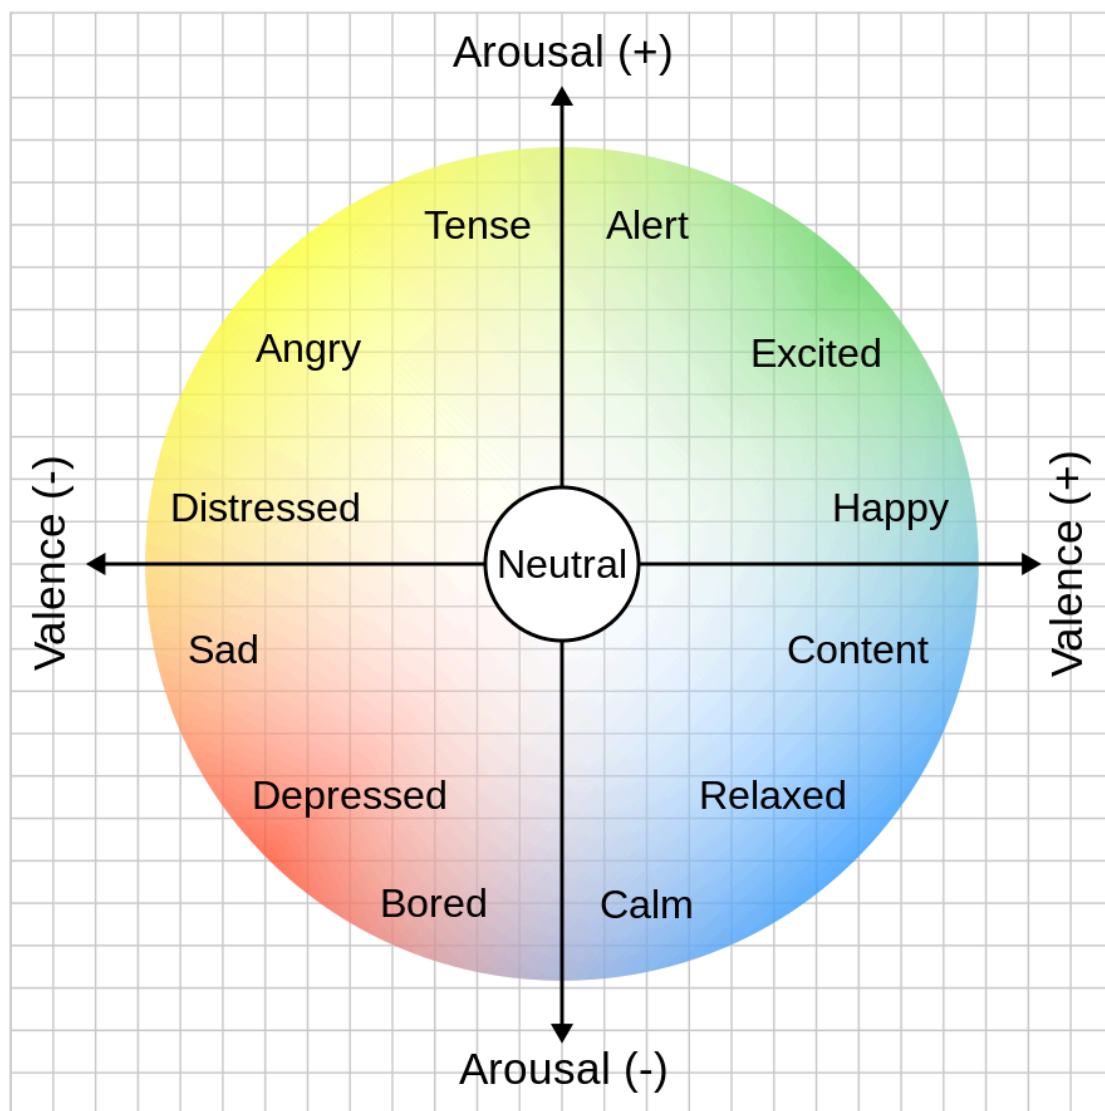 Arousal (+)
Tense
Alert
Angry
Excited
Valence (-)
Distressed
Happy
Valence (+)
Neutral
Sad
Content
Depressed
Relaxed
Bored
Calm
Arousal (-)